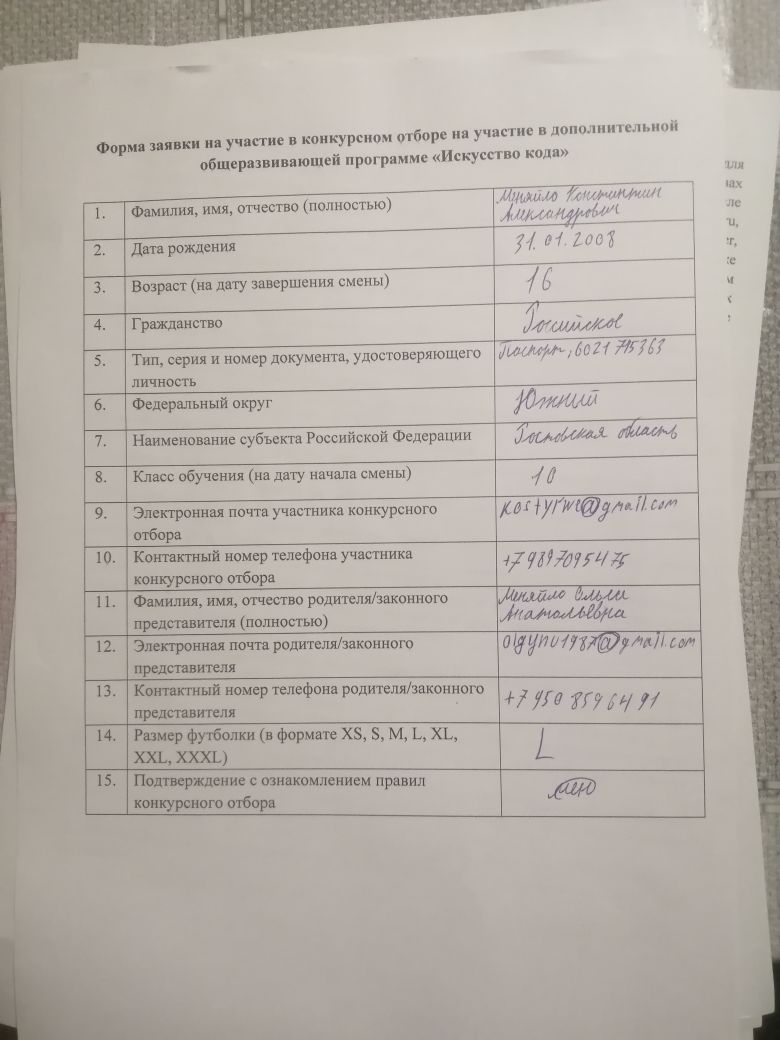 Форма заявки на участие в конкурсном отборе на участие в дополнительной
общеразвивающей программе «Искусство кода»
1. Фамилия, имя, отчество (полностью) Меняйло Константин
Александрович
2. Дата рождения 31.01.2008
3. Возраст (на дату завершения смены) 16
4. Гражданство Российское
5. Тип, серия и номер документа, удостоверяющего Паспорт, 6021 795363
личность
6. Федеральный округ Южный
7. Наименование субъекта Российской Федерации Ростовская область
8. Класс обучения (на дату начала смены) 10
9. Электронная почта участника конкурсного @gmail.com
отбора
10. Контактный номер телефона участника +7 9897095475
конкурсного отбора
11. Фамилия, имя, отчество родителя/законного Меняйло Ольга
представителя (полностью) Анатольевна
12. Электронная почта родителя/законного @gmail.com
представителя
13. Контактный номер телефона родителя/законного +7 950 859 64 91
представителя
14. Размер футболки (в формате XS, S, M, L, XL, L
XXL, XXXL)
15. Подтверждение с ознакомлением правил
конкурсного отбора